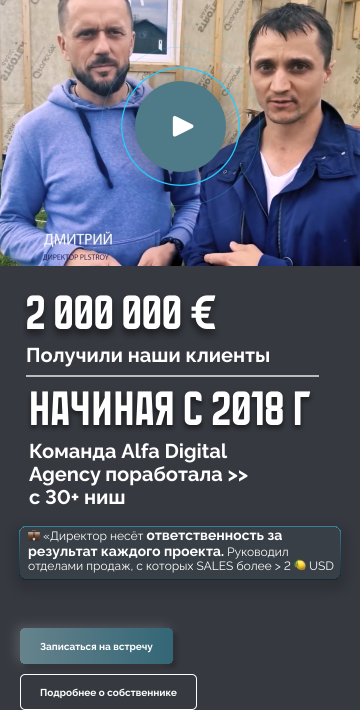 ДМИТРИЙ
ДИРЕКТОР PLSTROY
2 000 000 €
Получили наши клиенты
НАЧИНАЯ С 2018 Г
Команда Alfa Digital
Agency поработала >>
с 30+ ниш
«Директор несёт ответственность за
результат каждого проекта. Руководил
отделами продаж, с которых SALES более > 2 USD
Записаться на встречу
Подробнее о собственнике